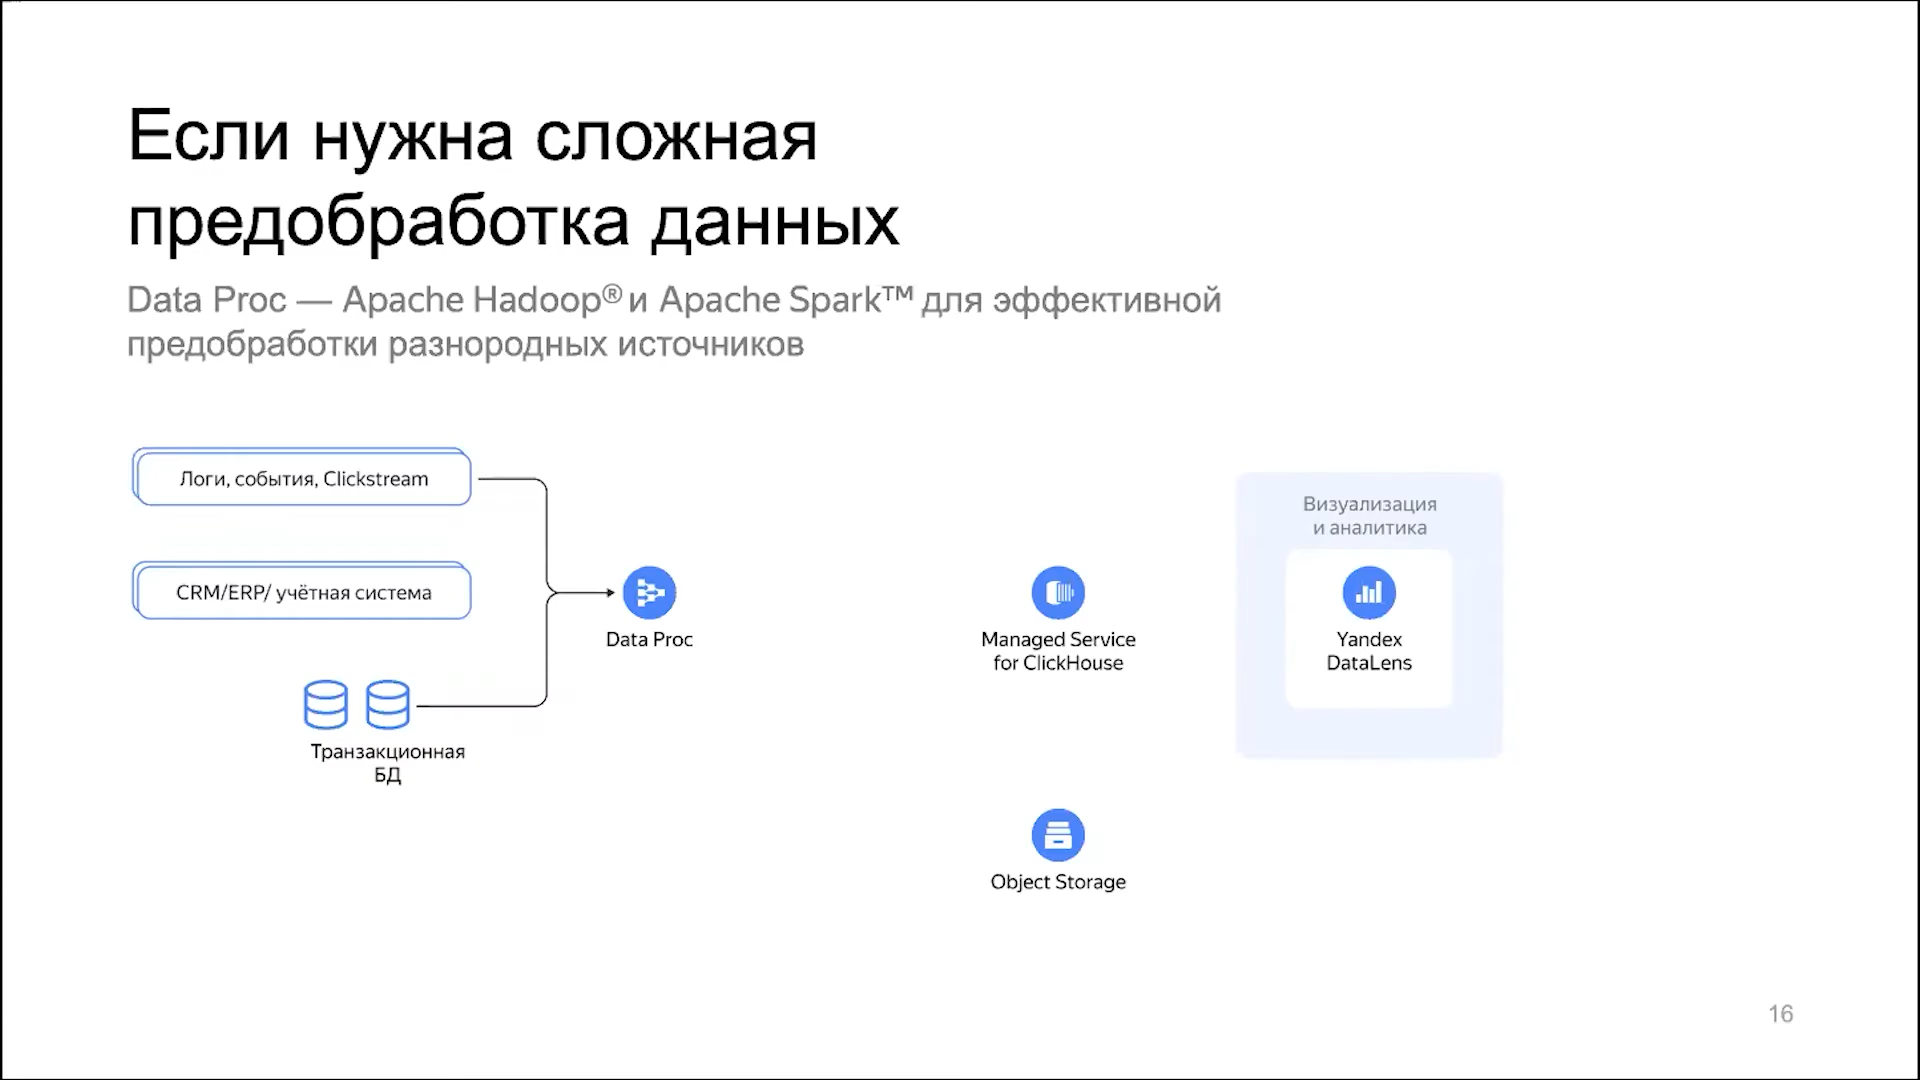 Если нужна сложная
предобработка данных
Data Proc — Apache Hadoop® и Apache Spark™ для эффективной
предобработки разнородных источников
Логи, события, Clickstream
CRM/ERP/ учётная система
Транзакционная
БД
Data Proc
Managed Service
for ClickHouse
Object Storage
Визуализация
и аналитика
Yandex
DataLens
16